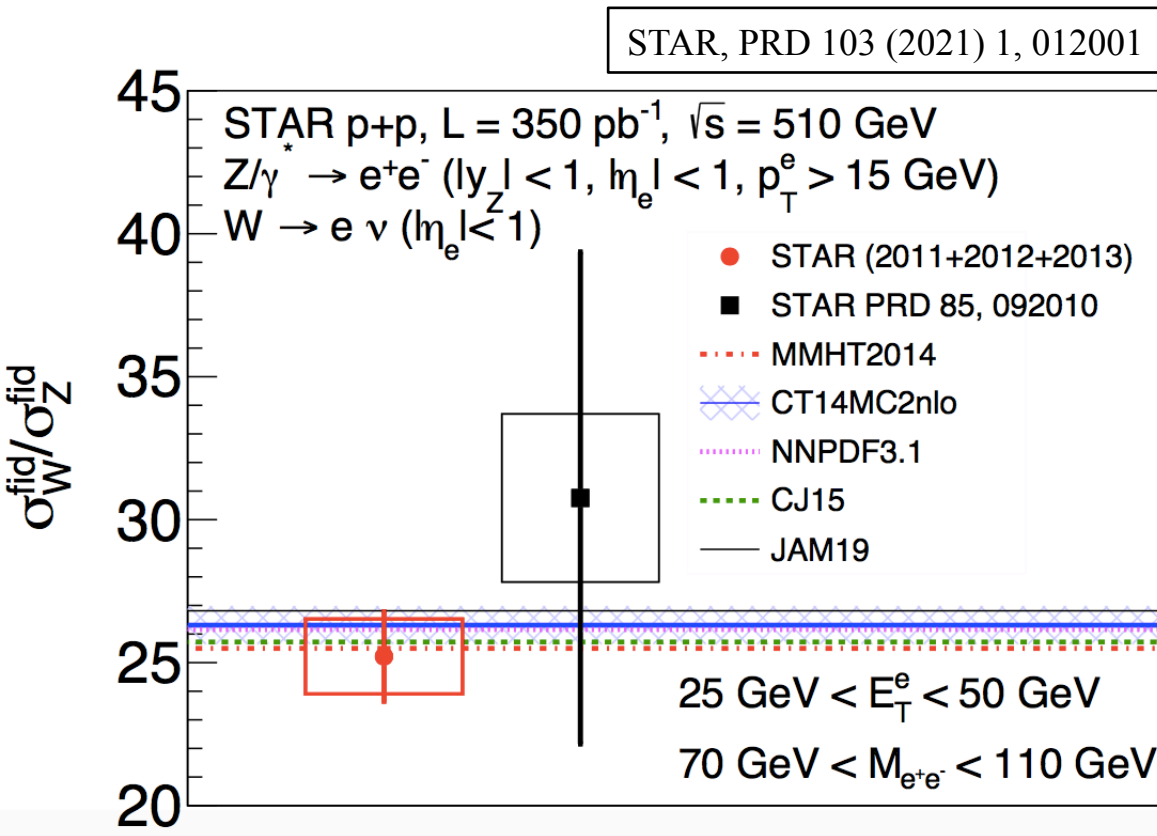 STAR, PRD 103 (2021) 1, 012001
45
40
35
30
25
20
σ_W^fid/σ_Z^fid
STAR p+p, L = 350 pb⁻¹, √s = 510 GeV
Z/γ* → e⁺e⁻ (|y_Z| < 1, |η_e| < 1, p_T^e > 15 GeV)
W → e ν (|η_e|< 1)
STAR (2011+2012+2013)
STAR PRD 85, 092010
MMHT2014
CT14MC2nlo
NNPDF3.1
CJ15
JAM19
25 GeV < E_T^e < 50 GeV
70 GeV < M_e⁺e⁻ < 110 GeV